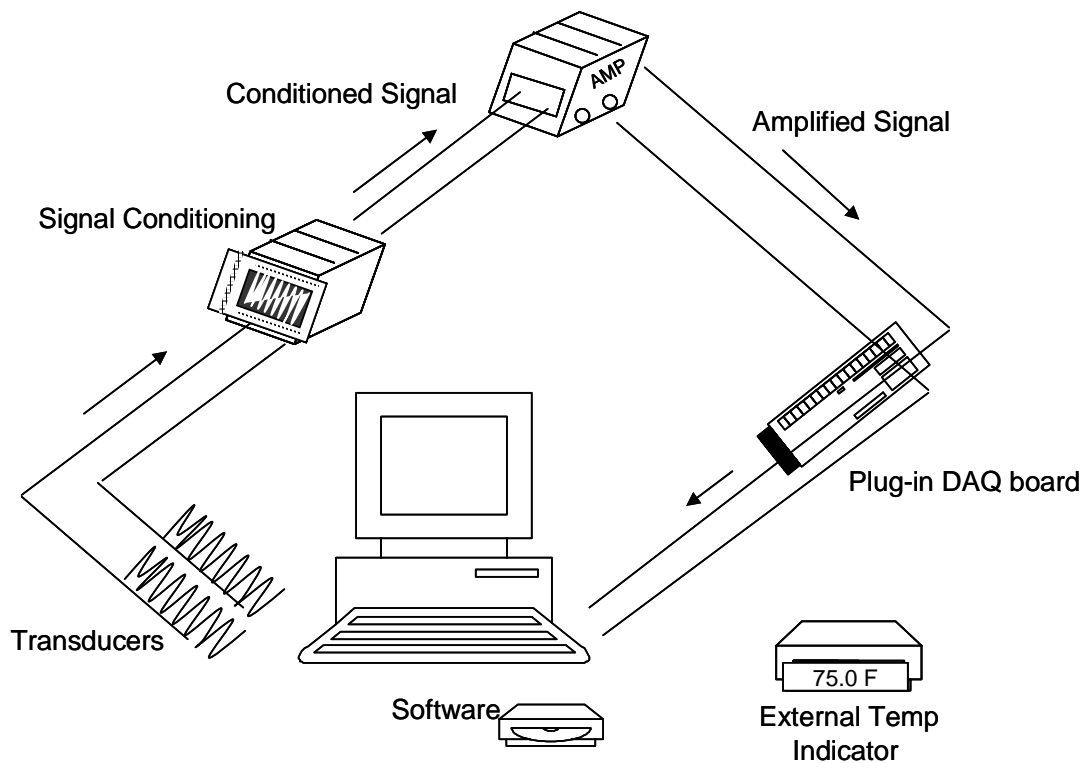 AMP
Conditioned Signal
Amplified Signal
Signal Conditioning
Plug-in DAQ board
Transducers
75.0 F
Software
External Temp
Indicator